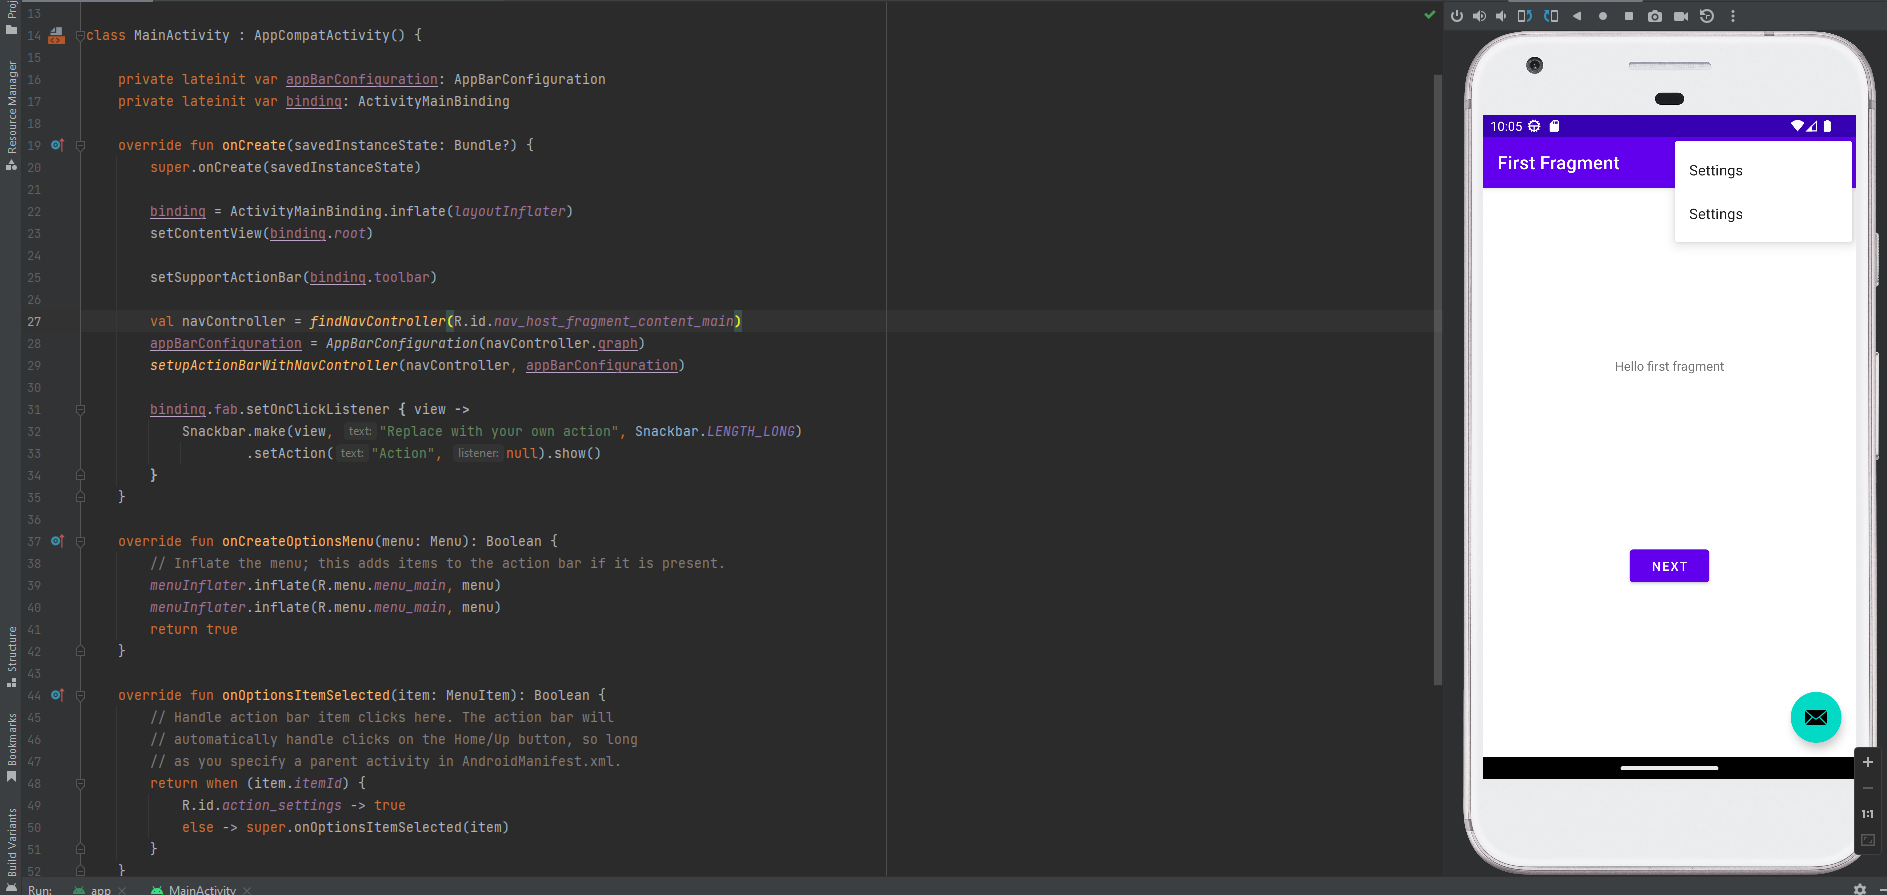 Proj
Resource Manager
Structure
Bookmarks
Build Variants
13
14 class MainActivity : AppCompatActivity() {
15
16 private lateinit var appBarConfiguration: AppBarConfiguration
17 private lateinit var binding: ActivityMainBinding
18
19 override fun onCreate(savedInstanceState: Bundle?) {
20 super.onCreate(savedInstanceState)
21
22 binding = ActivityMainBinding.inflate(layoutInflater)
23 setContentView(binding.root)
24
25 setSupportActionBar(binding.toolbar)
26
27 val navController = findNavController(R.id.nav_host_fragment_content_main)
28 appBarConfiguration = AppBarConfiguration(navController.graph)
29 setupActionBarWithNavController(navController, appBarConfiguration)
30
31 binding.fab.setOnClickListener { view ->
32 Snackbar.make(view, text: "Replace with your own action", Snackbar.LENGTH_LONG)
33 .setAction( text: "Action", listener: null).show()
34 }
35 }
36
37 override fun onCreateOptionsMenu(menu: Menu): Boolean {
38 // Inflate the menu; this adds items to the action bar if it is present.
39 menuInflater.inflate(R.menu.menu_main, menu)
40 menuInflater.inflate(R.menu.menu_main, menu)
41 return true
42 }
43
44 override fun onOptionsItemSelected(item: MenuItem): Boolean {
45 // Handle action bar item clicks here. The action bar will
46 // automatically handle clicks on the Home/Up button, so long
47 // as you specify a parent activity in AndroidManifest.xml.
48 return when (item.itemId) {
49 R.id.action_settings -> true
50 else -> super.onOptionsItemSelected(item)
51 }
52 }
Run: app MainActivity
10:05
First Fragment
Settings
Settings
Hello first fragment
NEXT
1:1